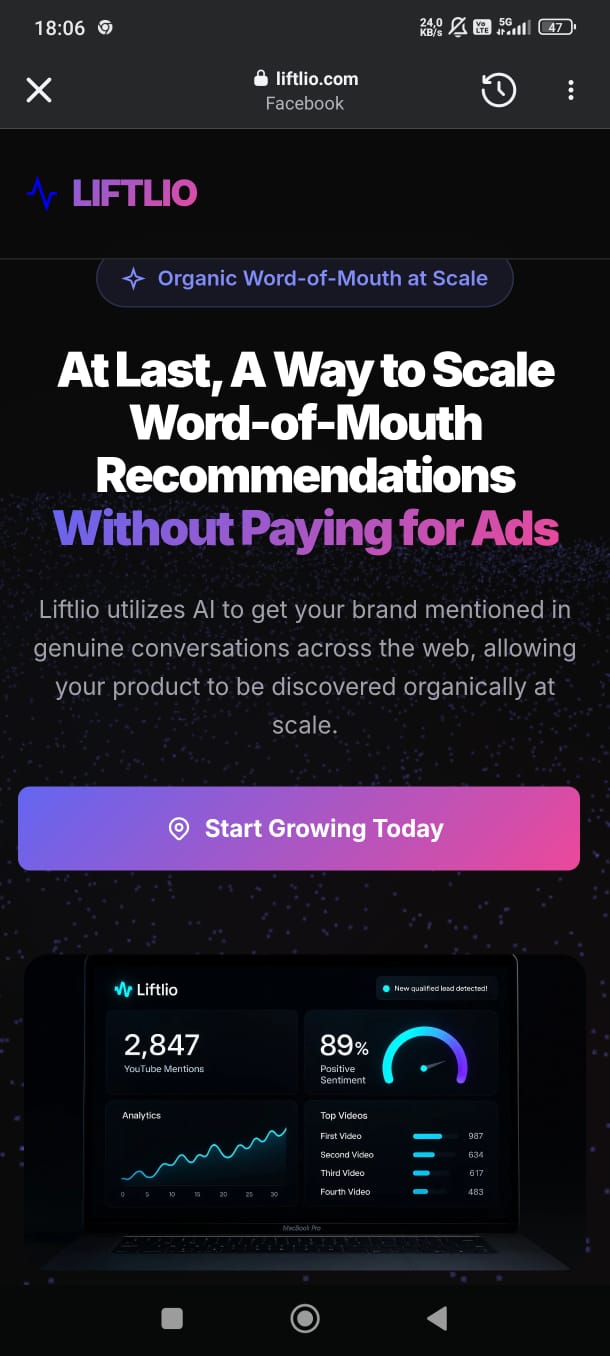 18:06
24,0
KB/s
Vo
LTE
5G
47
liftlio.com
Facebook
LIFTLIO
Organic Word-of-Mouth at Scale
At Last, A Way to Scale
Word-of-Mouth
Recommendations
Without Paying for Ads
Liftlio utilizes AI to get your brand mentioned in
genuine conversations across the web, allowing
your product to be discovered organically at
scale.
Start Growing Today
Liftlio
New qualified lead detected!
2,847
YouTube Mentions
89%
Positive
Sentiment
Analytics
0 5 10 15 20 25 30
Top Videos
First Video 987
Second Video 634
Third Video 617
Fourth Video 483
MacBook Pro